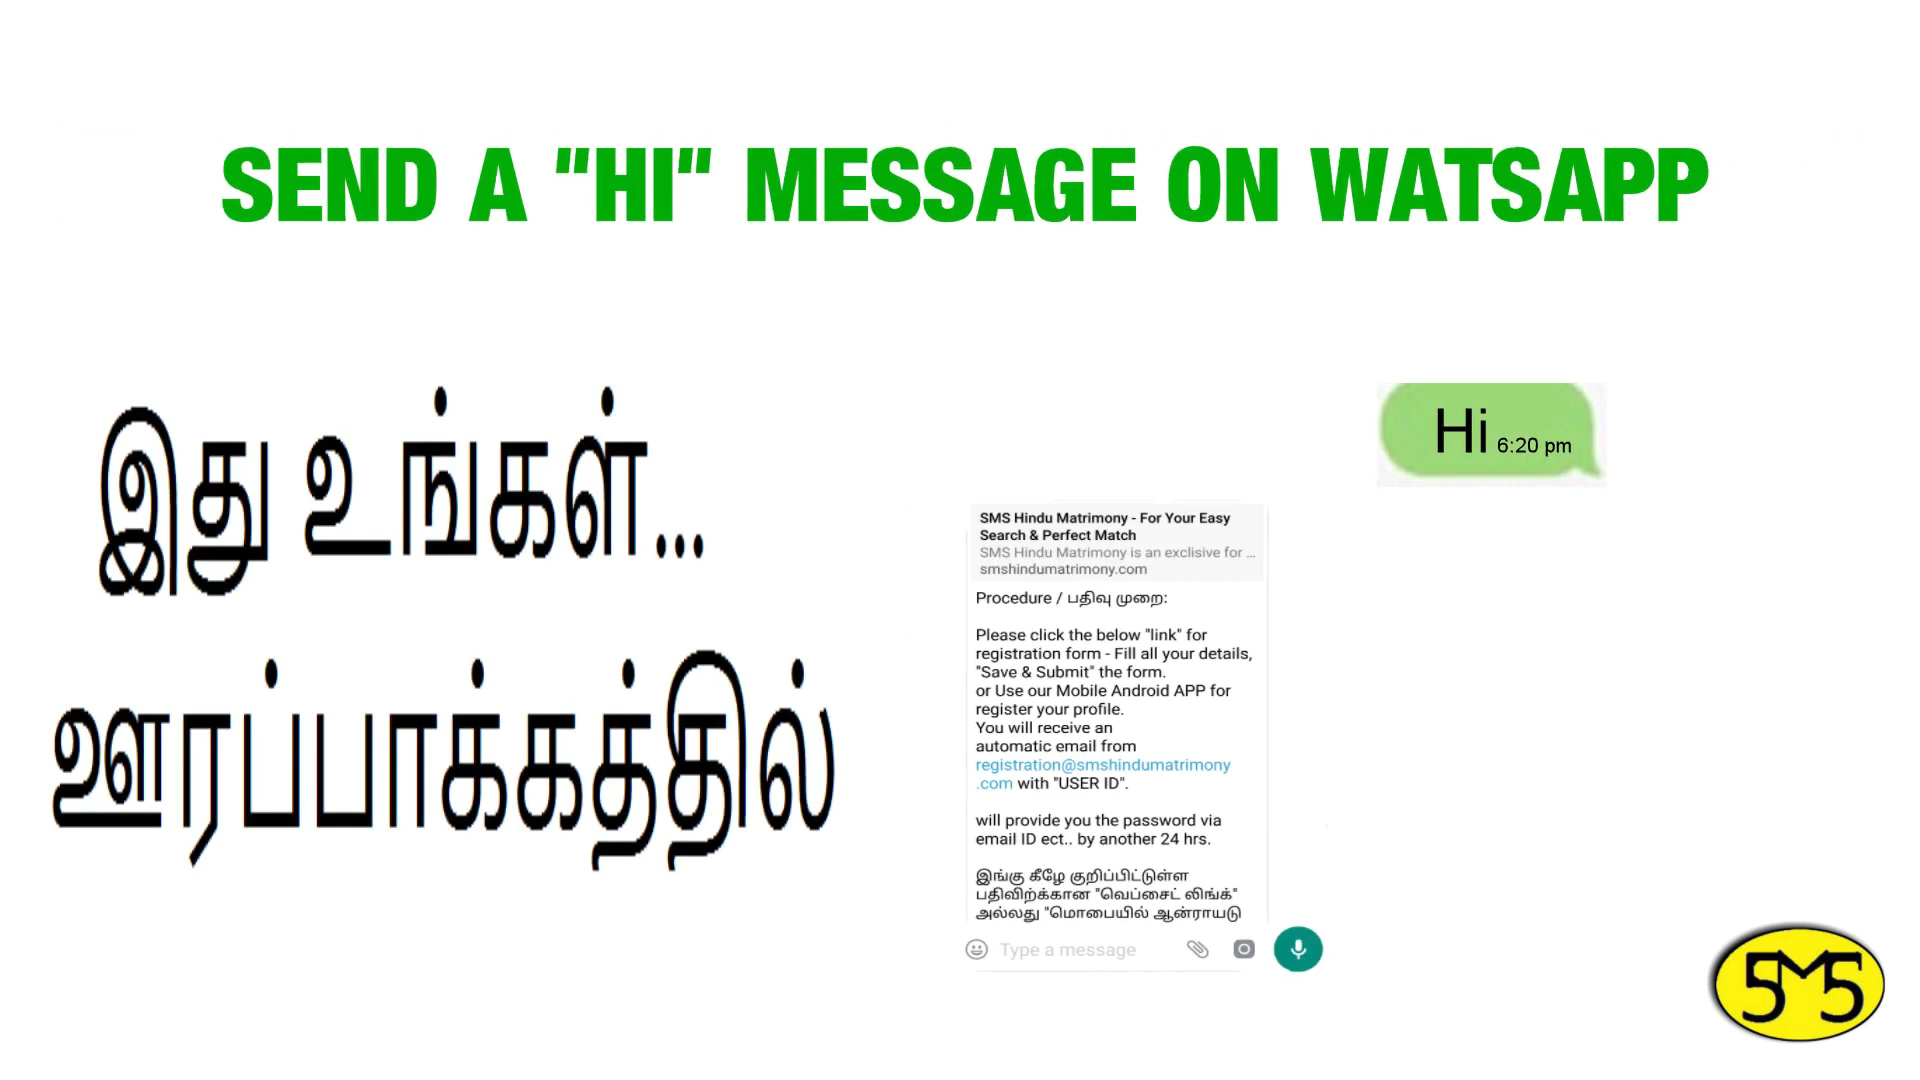 SEND A "HI" MESSAGE ON WATSAPP
இது உங்கள்...
ஊரப்பாக்கத்தில்
Hi 6:20 pm
SMS Hindu Matrimony - For Your Easy
Search & Perfect Match
SMS Hindu Matrimony is an exclisive for ...
smshindumatrimony.com
Procedure / பதிவு முறை:
Please click the below "link" for
registration form - Fill all your details,
"Save & Submit" the form.
or Use our Mobile Android APP for
register your profile.
You will receive an
automatic email from
registration@smshindumatrimony
.com with "USER ID".
will provide you the password via
email ID ect.. by another 24 hrs.
இங்கு கீழே குறிப்பிட்டுள்ள
பதிவிற்க்கான "வெப்சைட் லிங்க்"
அல்லது "மொபையில் ஆன்ராயடு
Type a message
SMS